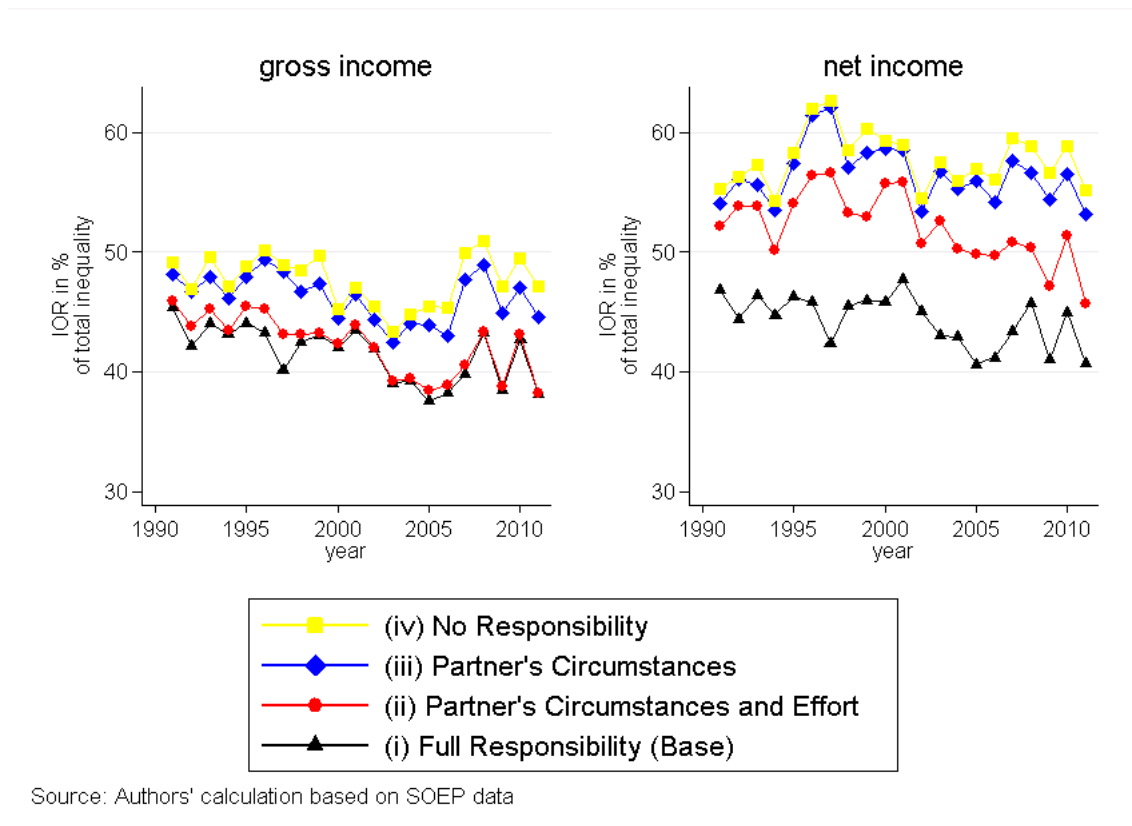 gross income
net income
IOR in %
of total inequality
60
50
40
30
1990
1995
2000
2005
2010
year
IOR in %
of total inequality
60
50
40
30
1990
1995
2000
2005
2010
year
(iv) No Responsibility
(iii) Partner's Circumstances
(ii) Partner's Circumstances and Effort
(i) Full Responsibility (Base)
Source: Authors' calculation based on SOEP data